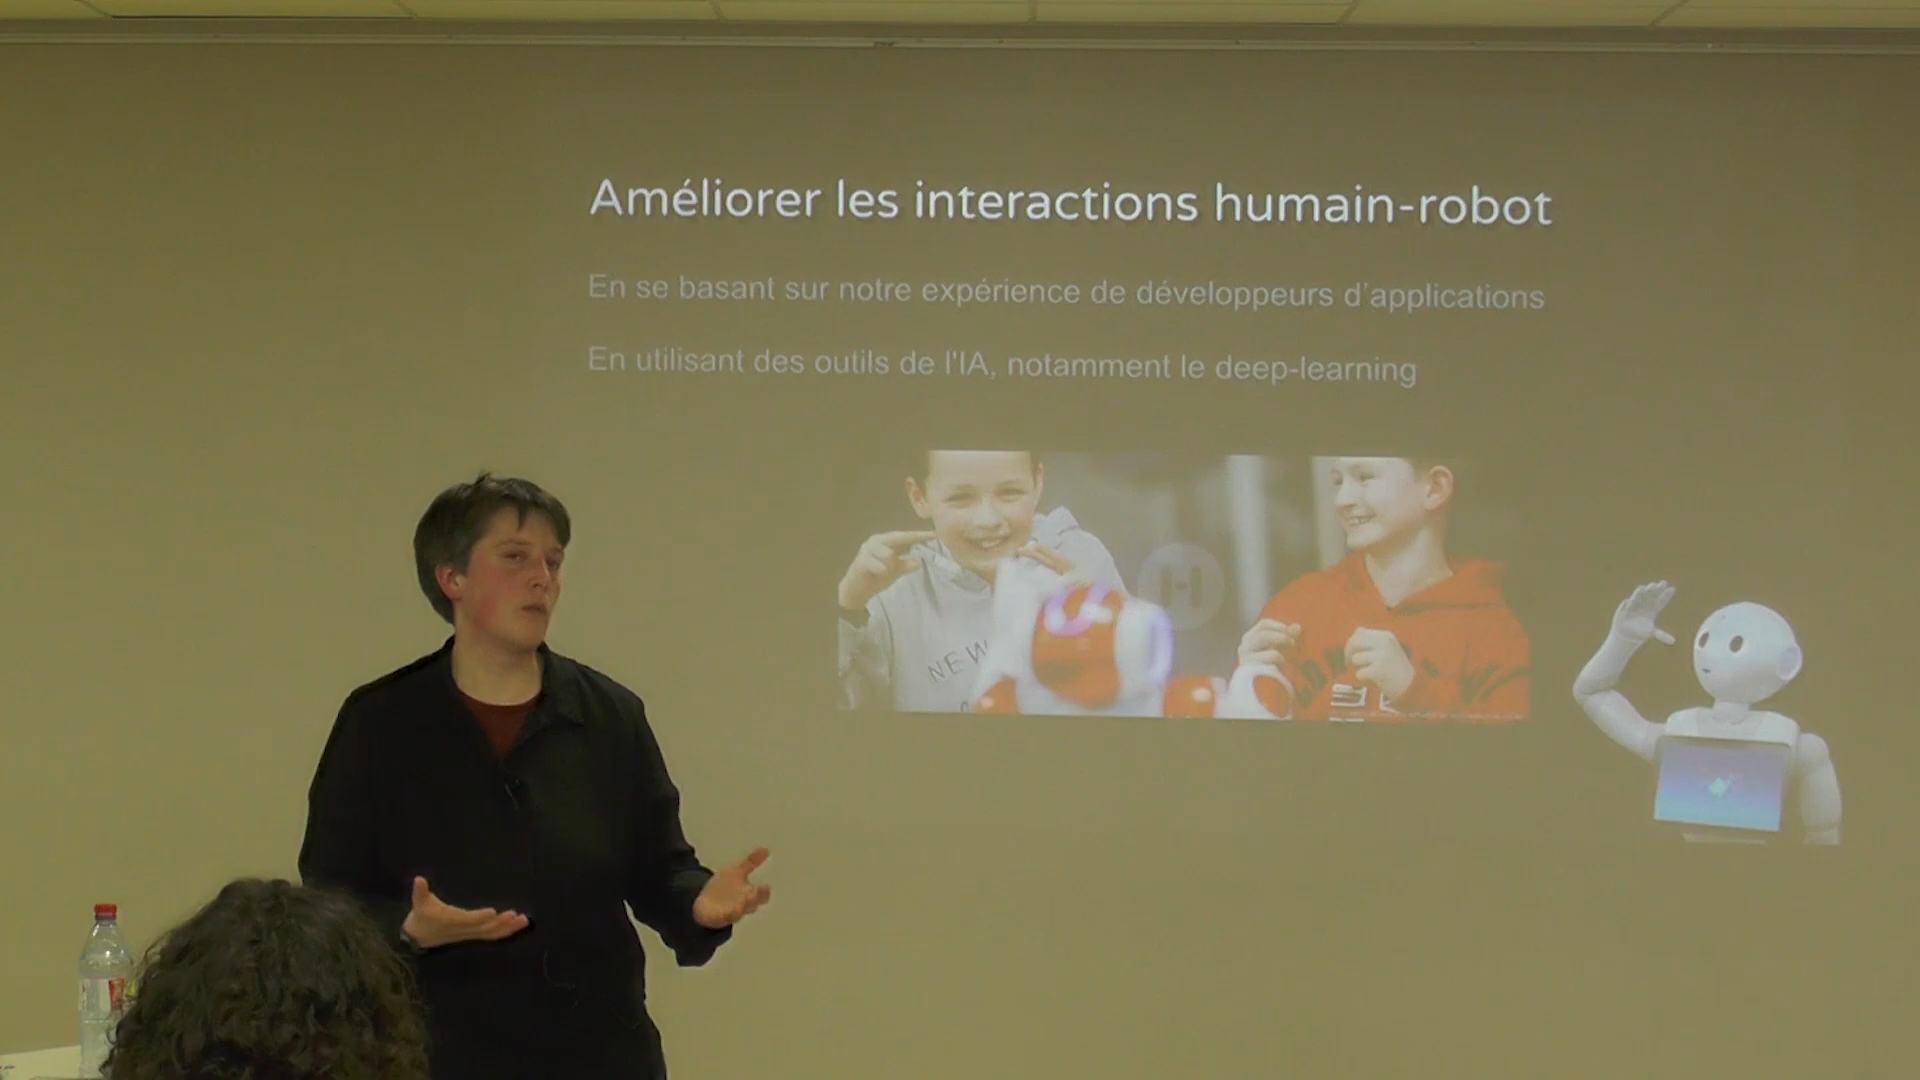 Améliorer les interactions humain-robot
En se basant sur notre expérience de développeurs d'applications
En utilisant des outils de l'IA, notamment le deep-learning
NEW